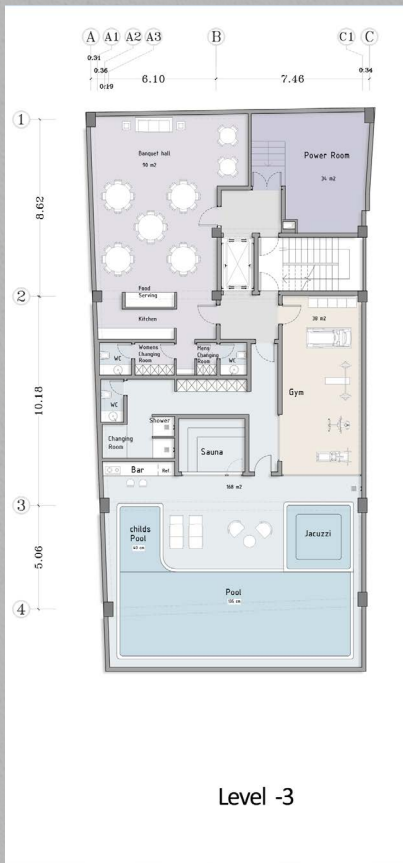 A A1 A2 A3 B C1 C
0.31
0.36
0.19
6.10
7.46
0.34
1
8.62
2
10.18
3
5.06
4
Banquet hall
90 m2
Power Room
34 m2
Food
Serving
Kitchen
WC
Womens
Changing
Room
Mens
Changing
Room
WC
WC
38 m2
Gym
Shower
Changing
Room
Sauna
Bar
Ref.
160 m2
childs
Pool
Jacuzzi
Pool
Level -3